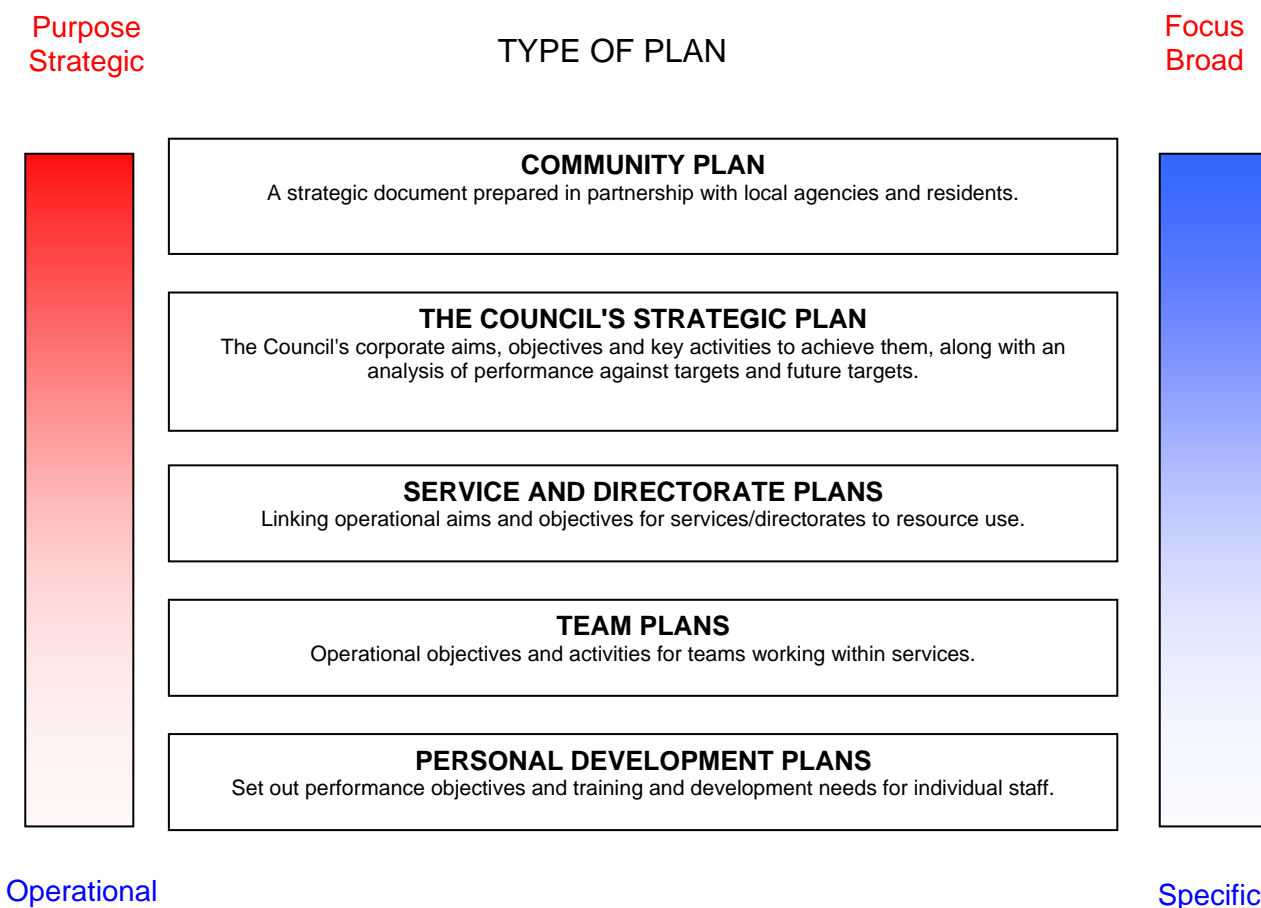 Purpose
Strategic
TYPE OF PLAN
Focus
Broad
COMMUNITY PLAN
A strategic document prepared in partnership with local agencies and residents.
THE COUNCIL'S STRATEGIC PLAN
The Council's corporate aims, objectives and key activities to achieve them, along with an
analysis of performance against targets and future targets.
SERVICE AND DIRECTORATE PLANS
Linking operational aims and objectives for services/directorates to resource use.
TEAM PLANS
Operational objectives and activities for teams working within services.
PERSONAL DEVELOPMENT PLANS
Set out performance objectives and training and development needs for individual staff.
Operational
Specific